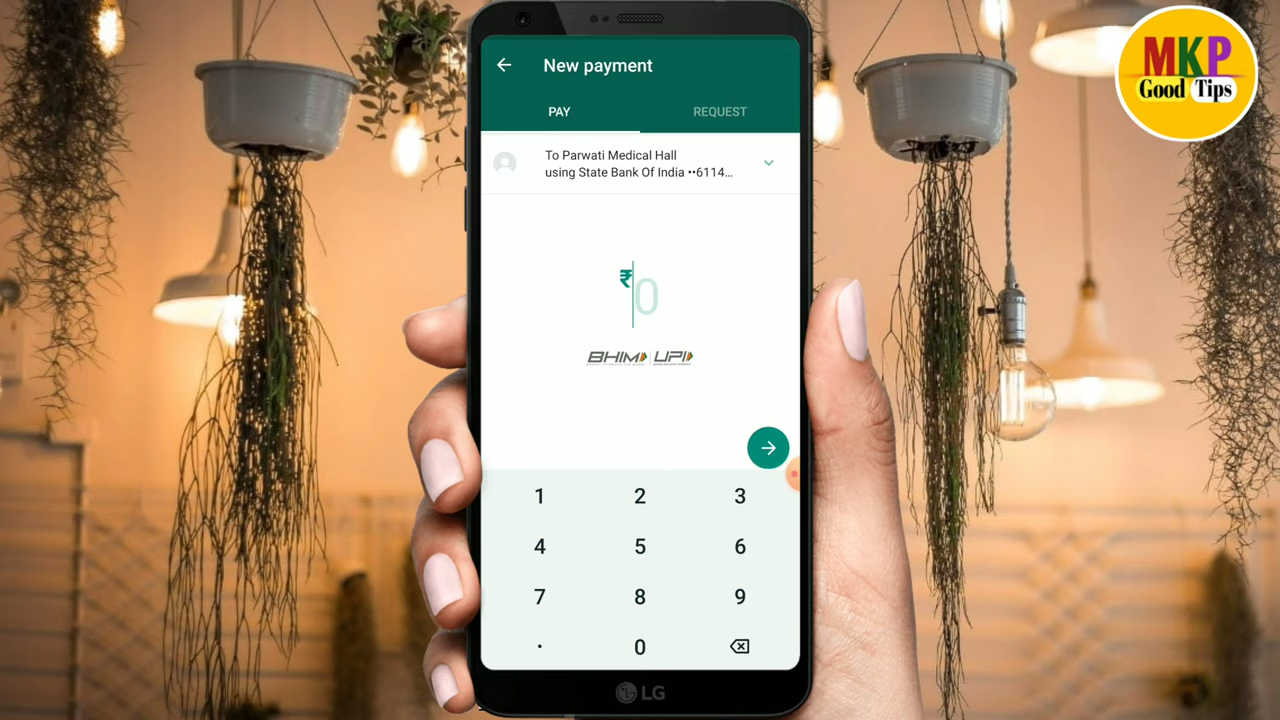 MKP
Good Tips
New payment
PAY
REQUEST
To Parwati Medical Hall
using State Bank Of India ••6114...
₹0
BHIM UPI
1 2 3
4 5 6
7 8 9
. 0
LG